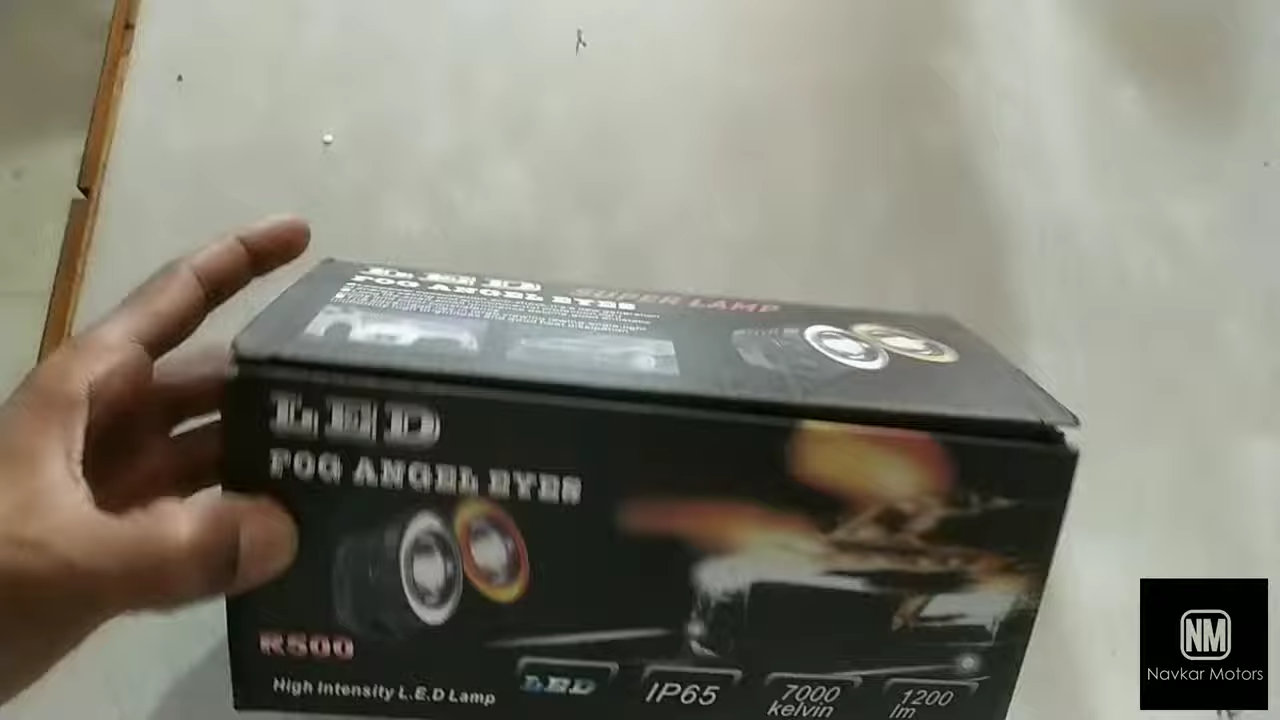 LED
FOG ANGEL EYES
SUPER LAMP
LED
FOG ANGEL EYES
R500
High Intensity L.E.D Lamp
LED
IP65
7000
kelvin
1200
lm
NM
Navkar Motors